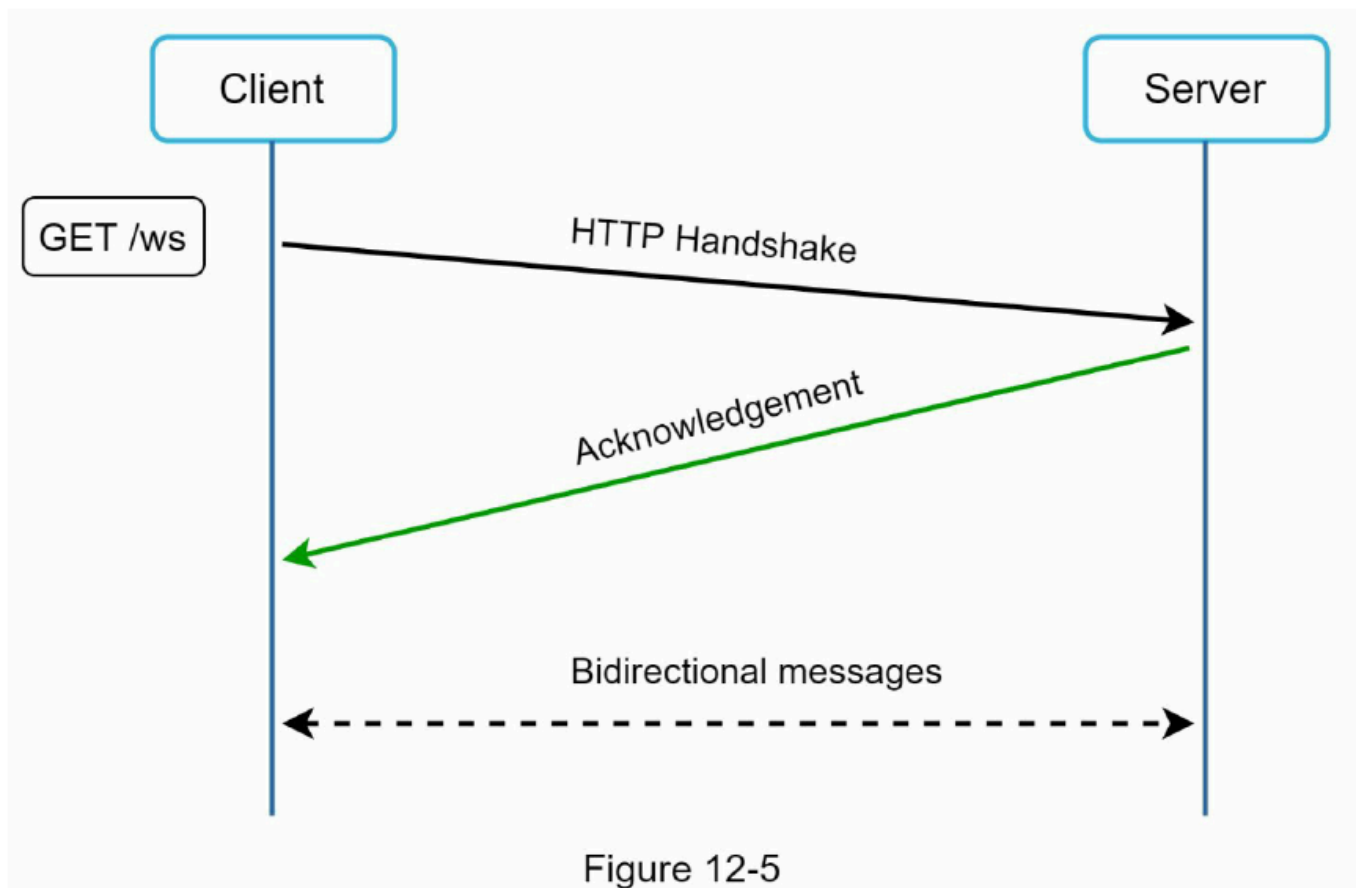 Client
Server
GET /ws
HTTP Handshake
Acknowledgement
Bidirectional messages
Figure 12-5